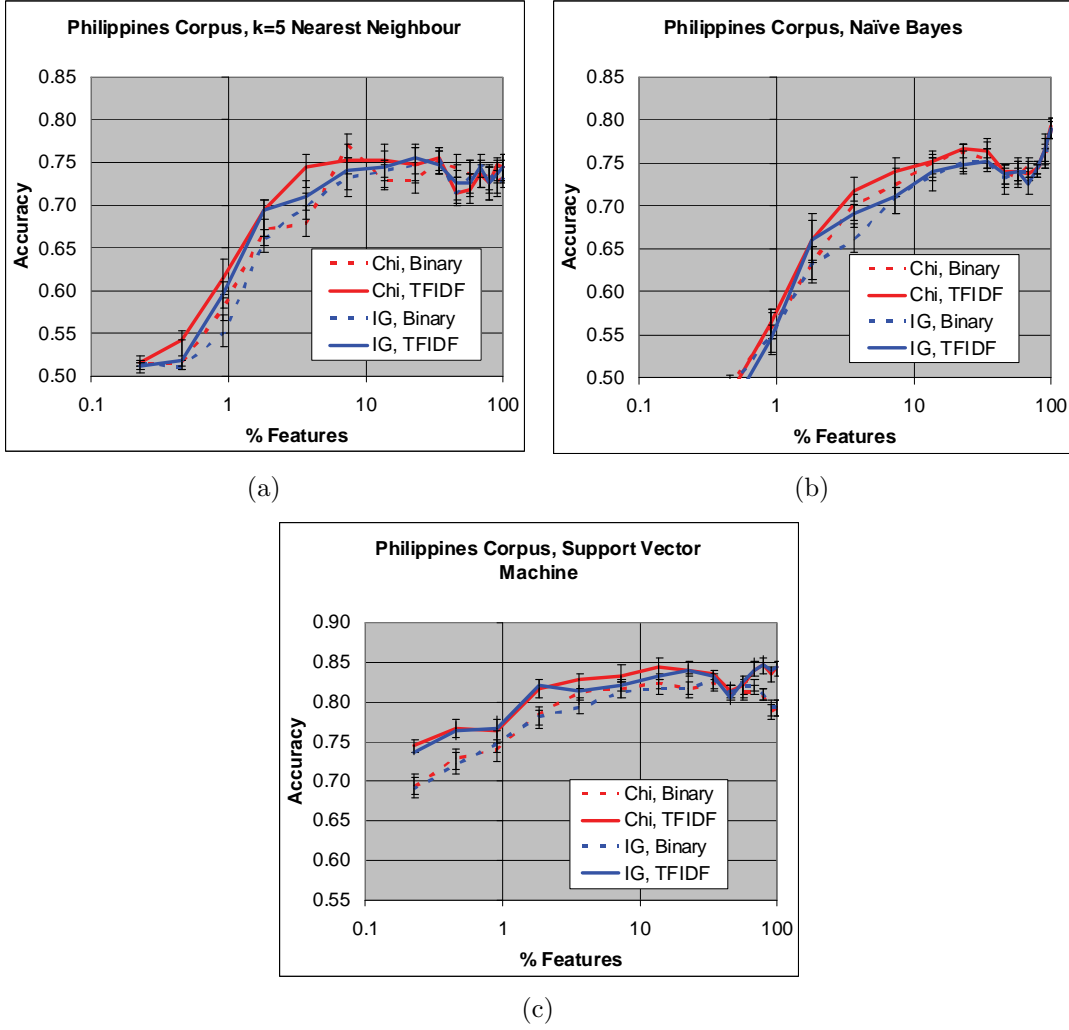 Philippines Corpus, k=5 Nearest Neighbour
0.85
0.80
0.75
0.70
0.65
0.60
0.55
0.50
Accuracy
0.1
1
10
100
% Features
Chi, Binary
Chi, TFIDF
IG, Binary
IG, TFIDF
(a)
Philippines Corpus, Naïve Bayes
0.85
0.80
0.75
0.70
0.65
0.60
0.55
0.50
Accuracy
0.1
1
10
100
% Features
Chi, Binary
Chi, TFIDF
IG, Binary
IG, TFIDF
(b)
Philippines Corpus, Support Vector
Machine
0.90
0.85
0.80
0.75
0.70
0.65
0.60
0.55
Accuracy
0.1
1
10
100
% Features
Chi, Binary
Chi, TFIDF
IG, Binary
IG, TFIDF
(c)